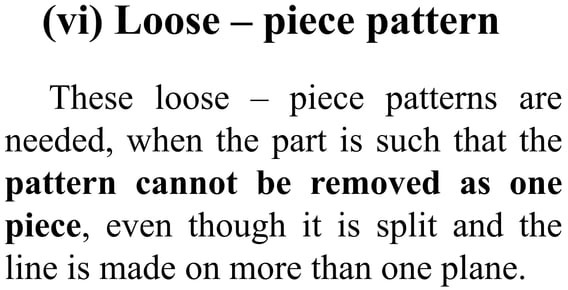 (vi) Loose – piece pattern
These loose – piece patterns are
needed, when the part is such that the
pattern cannot be removed as one
piece, even though it is split and the
line is made on more than one plane.